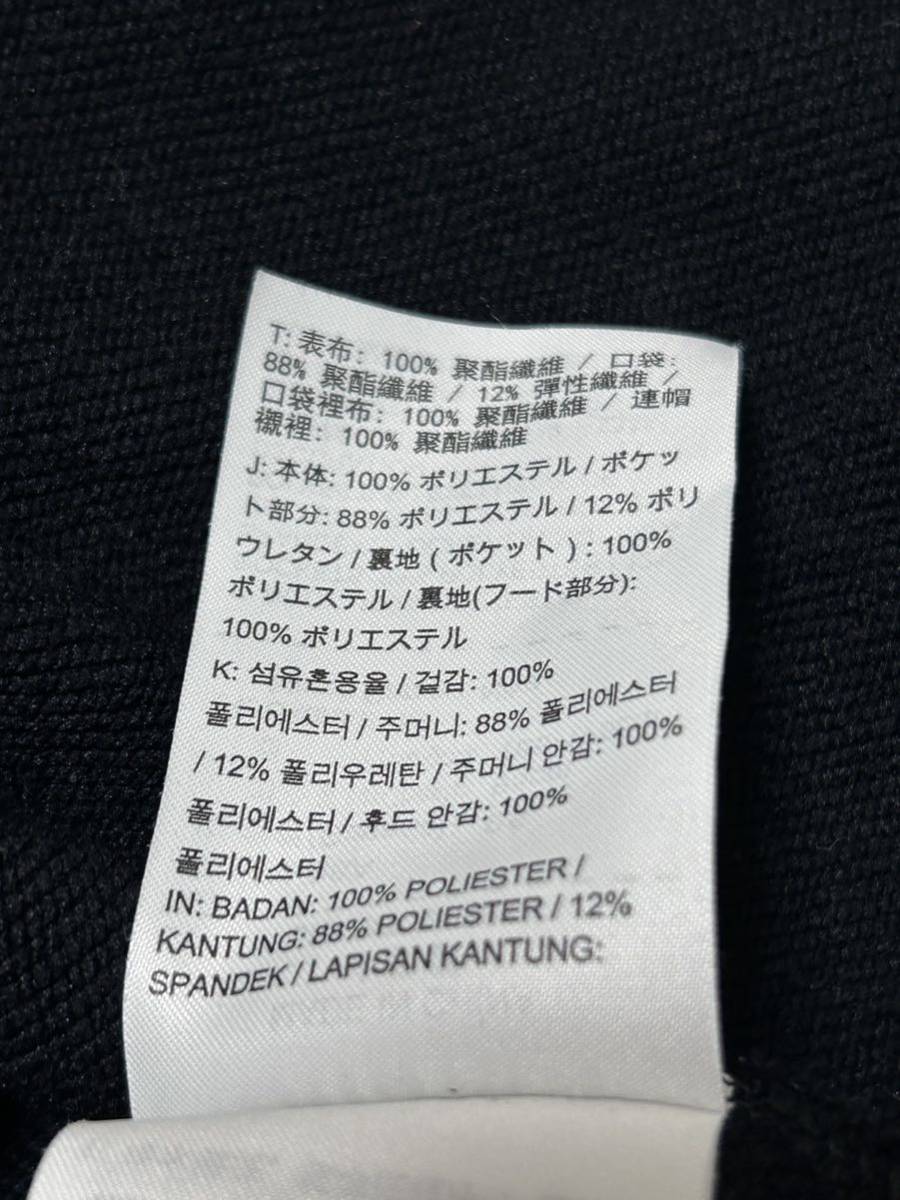 T: 表布: 100% 聚酯纖維 / 口袋:
88% 聚酯纖維 / 12% 彈性纖維 /
口袋裡布: 100% 聚酯纖維 / 連帽
襯裡: 100% 聚酯纖維
J: 本体: 100% ポリエステル / ポケッ
ト部分: 88% ポリエステル / 12% ポリ
ウレタン / 裏地 ( ポケット ) : 100%
ポリエステル / 裏地(フード部分):
100% ポリエステル
K: 섬유혼용율 / 겉감: 100%
폴리에스터 / 주머니: 88% 폴리에스터
/ 12% 폴리우레탄 / 주머니 안감: 100%
폴리에스터 / 후드 안감: 100%
폴리에스터
IN: BADAN: 100% POLIESTER /
KANTUNG: 88% POLIESTER / 12%
SPANDEK / LAPISAN KANTUNG: